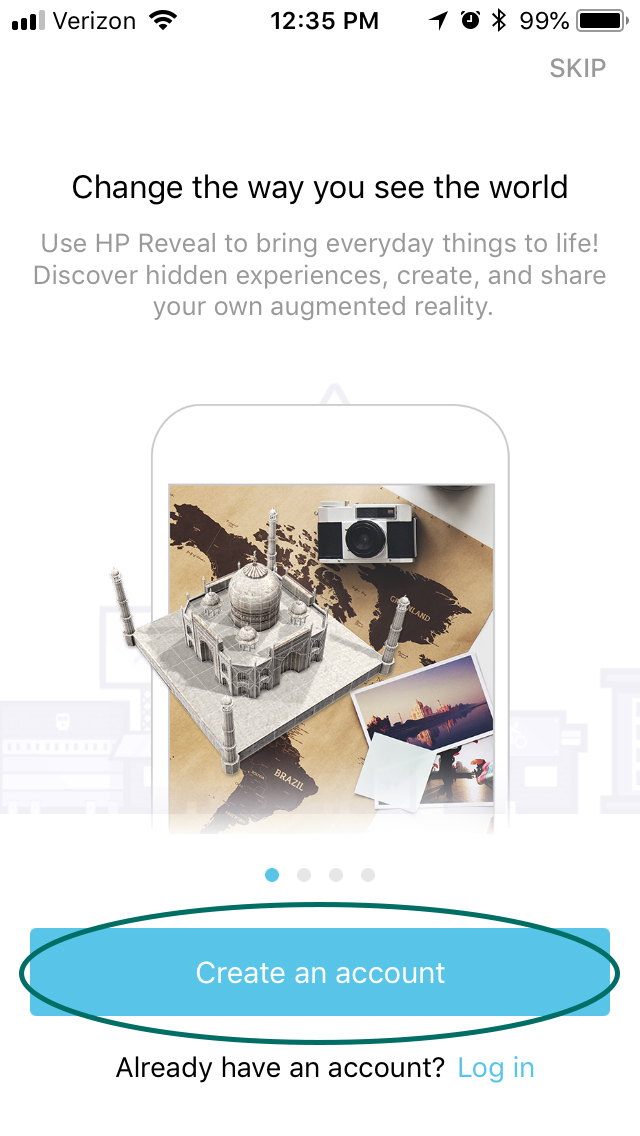 Verizon 12:35 PM 99%
SKIP
Change the way you see the world
Use HP Reveal to bring everyday things to life!
Discover hidden experiences, create, and share
your own augmented reality.
GREENLAND
BRAZIL
Create an account
Already have an account? Log in